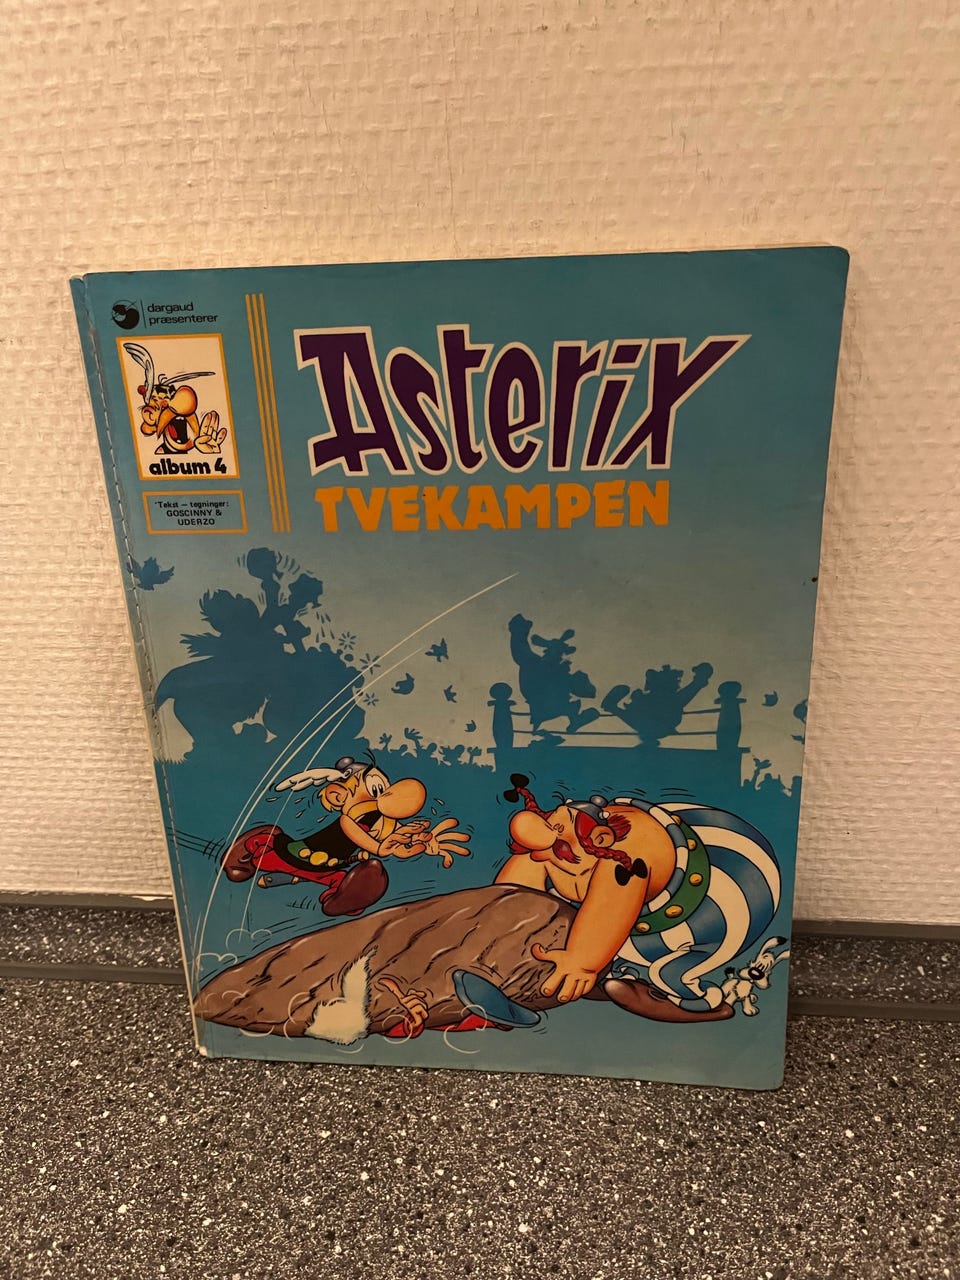 dargaud
præsenterer
album 4
Tekst – tegninger:
GOSCINNY &
UDERZO
Asterix
TVEKAMPEN